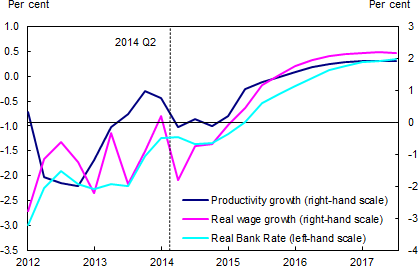 Per cent Per cent
2014 Q2
1.0 3
0.5 2
0.0 1
-0.5 0
-1.0 -1
-1.5 -2
-2.0 -3
-2.5 -4
-3.0
-3.5
Productivity growth (right-hand scale)
Real wage growth (right-hand scale)
Real Bank Rate (left-hand scale)
2012 2013 2014 2015 2016 2017